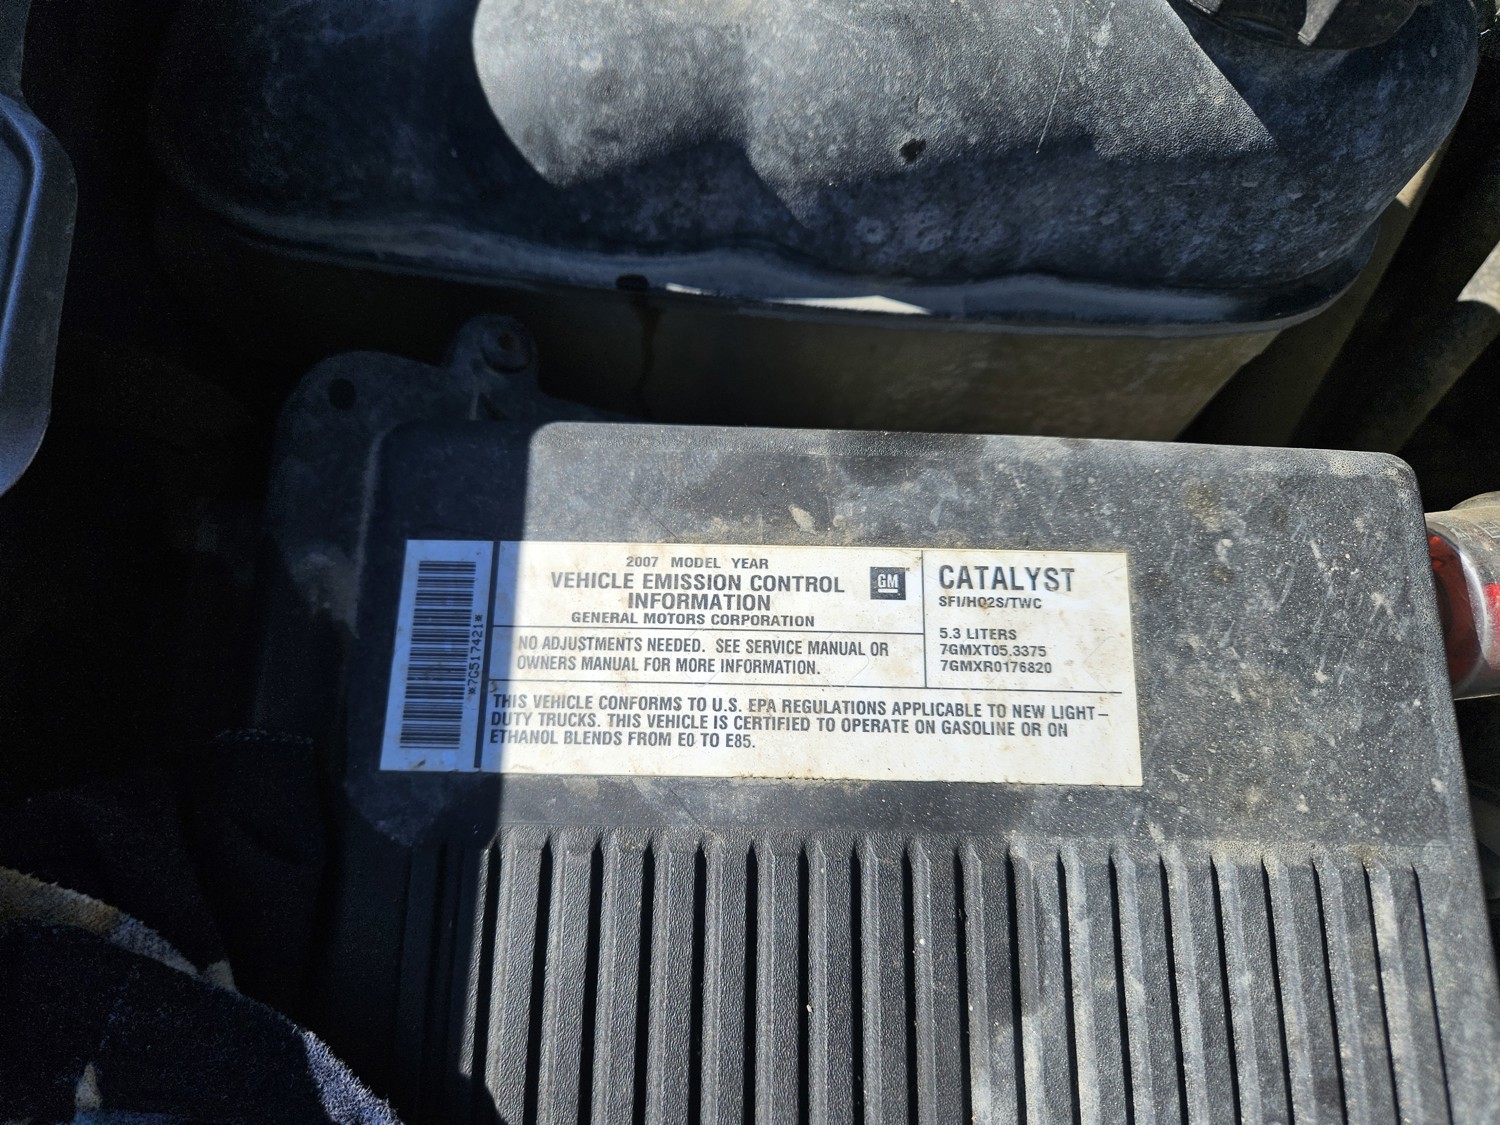 *7G517421*
2007 MODEL YEAR
VEHICLE EMISSION CONTROL
INFORMATION
GENERAL MOTORS CORPORATION
GM
NO ADJUSTMENTS NEEDED. SEE SERVICE MANUAL OR
OWNERS MANUAL FOR MORE INFORMATION.
CATALYST
SFI/HO2S/TWC
5.3 LITERS
7GMXT05.3375
7GMXR0176820
THIS VEHICLE CONFORMS TO U.S. EPA REGULATIONS APPLICABLE TO NEW LIGHT-
DUTY TRUCKS. THIS VEHICLE IS CERTIFIED TO OPERATE ON GASOLINE OR ON
ETHANOL BLENDS FROM E0 TO E85.